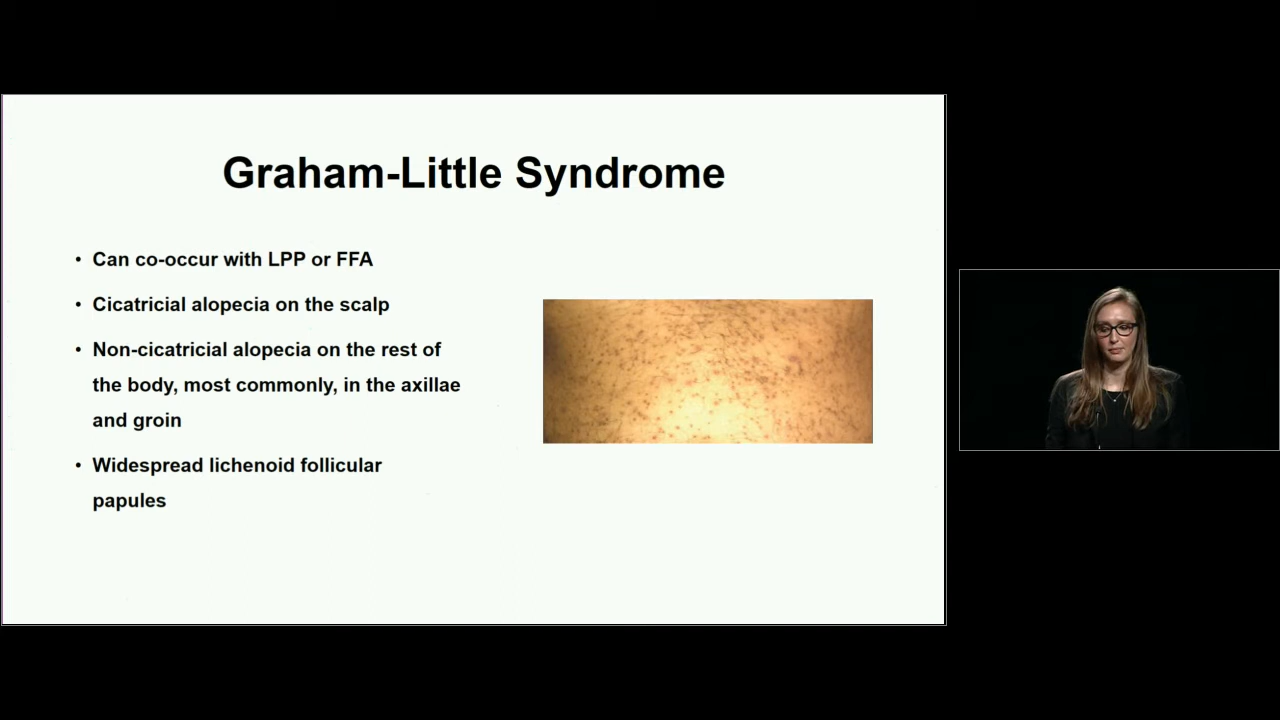 Graham-Little Syndrome
• Can co-occur with LPP or FFA
• Cicatricial alopecia on the scalp
• Non-cicatricial alopecia on the rest of
the body, most commonly, in the axillae
and groin
• Widespread lichenoid follicular
papules